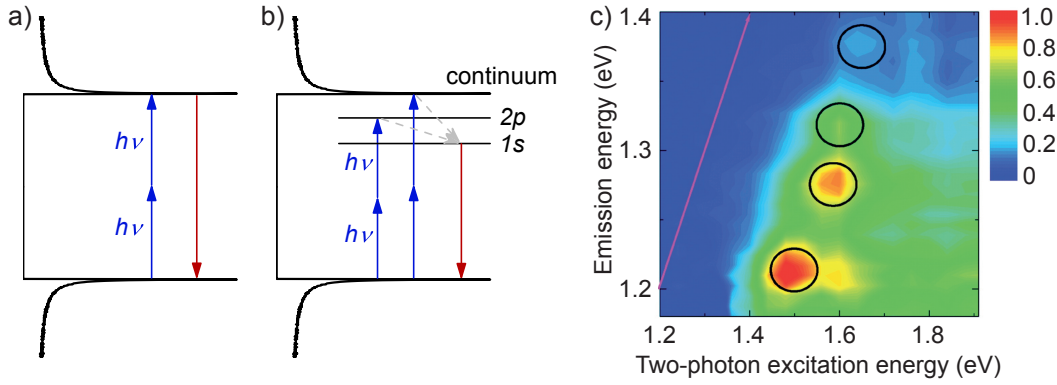 a)
hν
hν
b)
continuum
2p
1s
hν
hν
c)
Emission energy (eV)
1.4
1.3
1.2
1.2
1.4
1.6
1.8
Two-photon excitation energy (eV)
1.0
0.8
0.6
0.4
0.2
0